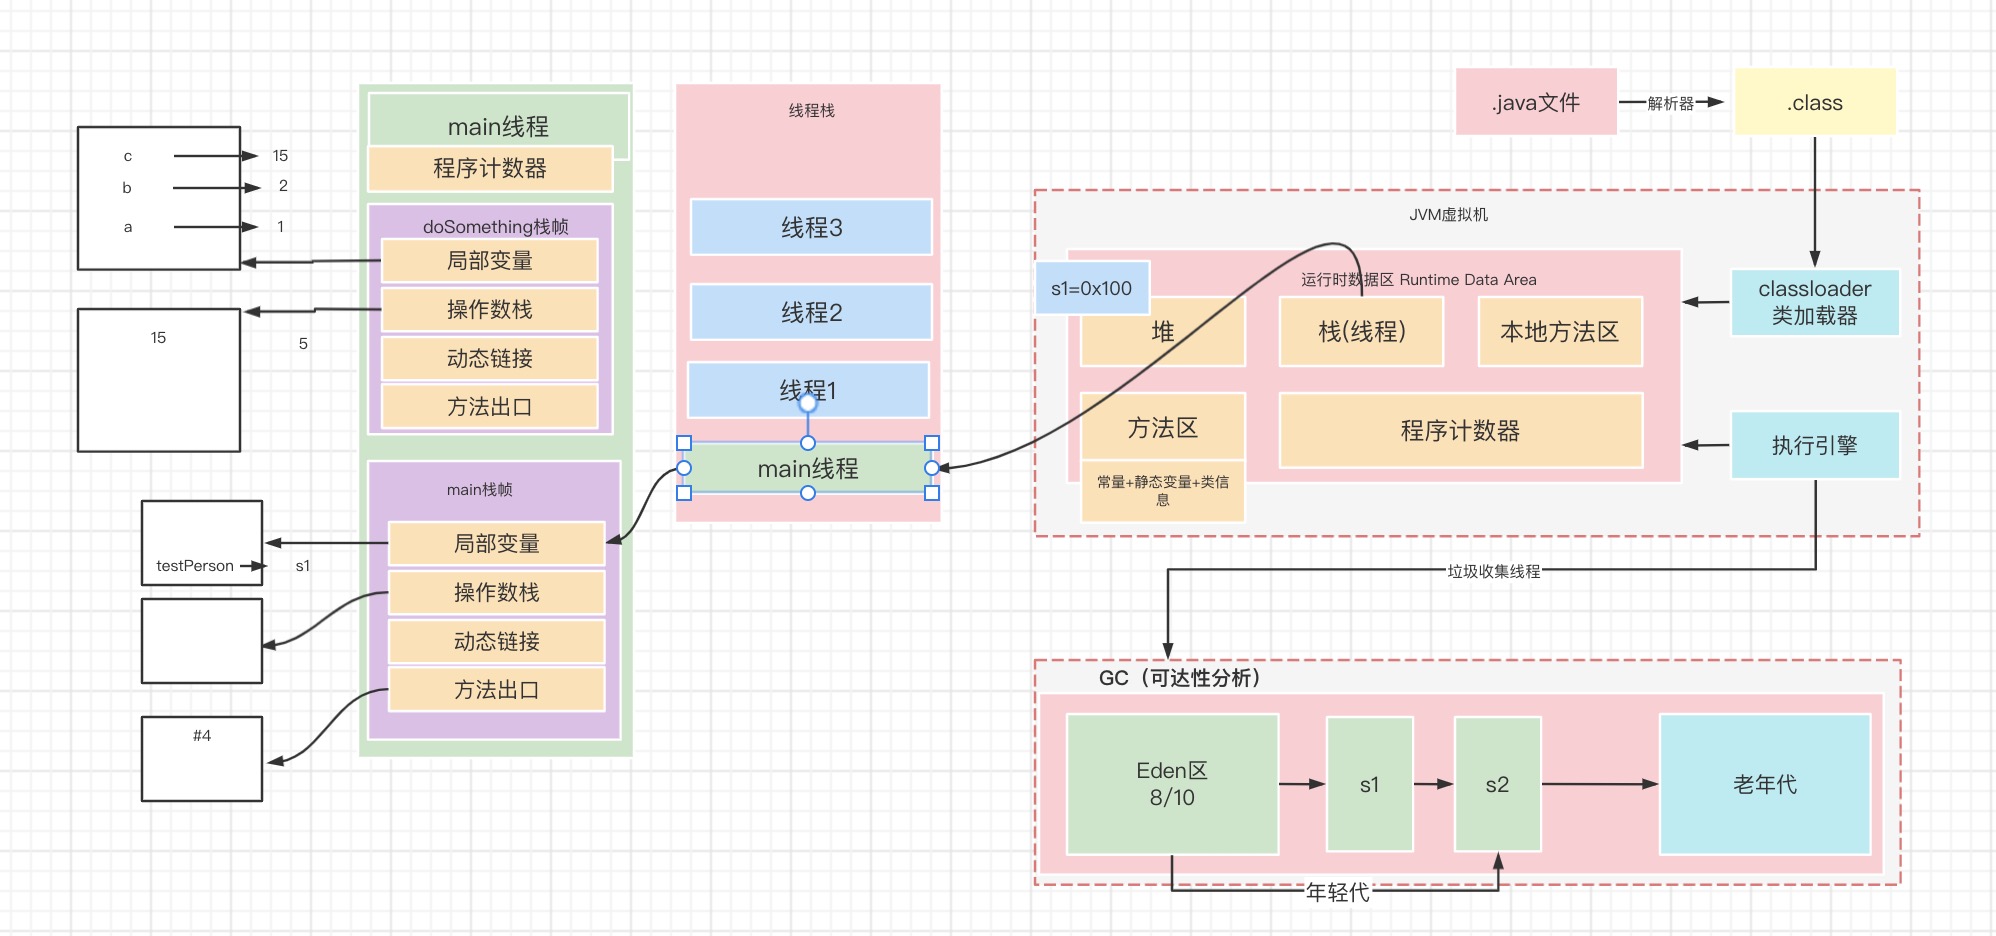 c
15
b
2
a
1
15
5
testPerson
s1
#4
main线程
程序计数器
doSomething栈帧
局部变量
操作数栈
动态链接
方法出口
main栈帧
局部变量
操作数栈
动态链接
方法出口
线程栈
线程3
线程2
线程1
main线程
.java文件
解析器
.class
JVM虚拟机
运行时数据区 Runtime Data Area
s1=0x100
堆
栈(线程)
本地方法区
方法区
常量+静态变量+类信
息
程序计数器
classloader
类加载器
执行引擎
垃圾收集线程
GC（可达性分析）
Eden区
8/10
s1
s2
老年代
年轻代